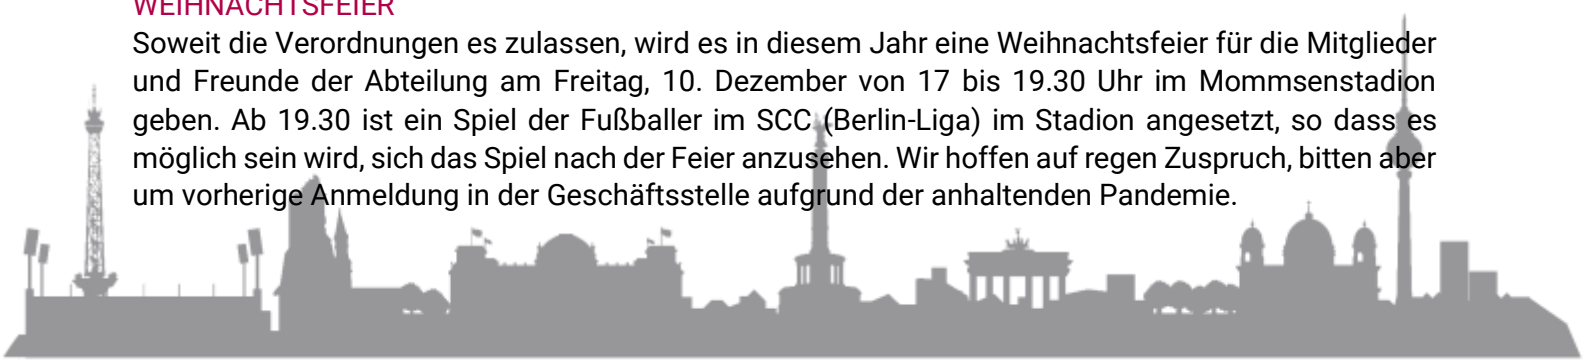 WEIHNACHTSFEIER
Soweit die Verordnungen es zulassen, wird es in diesem Jahr eine Weihnachtsfeier für die Mitglieder
und Freunde der Abteilung am Freitag, 10. Dezember von 17 bis 19.30 Uhr im Mommsenstadion
geben. Ab 19.30 ist ein Spiel der Fußballer im SCC (Berlin-Liga) im Stadion angesetzt, so dass es
möglich sein wird, sich das Spiel nach der Feier anzusehen. Wir hoffen auf regen Zuspruch, bitten aber
um vorherige Anmeldung in der Geschäftsstelle aufgrund der anhaltenden Pandemie.